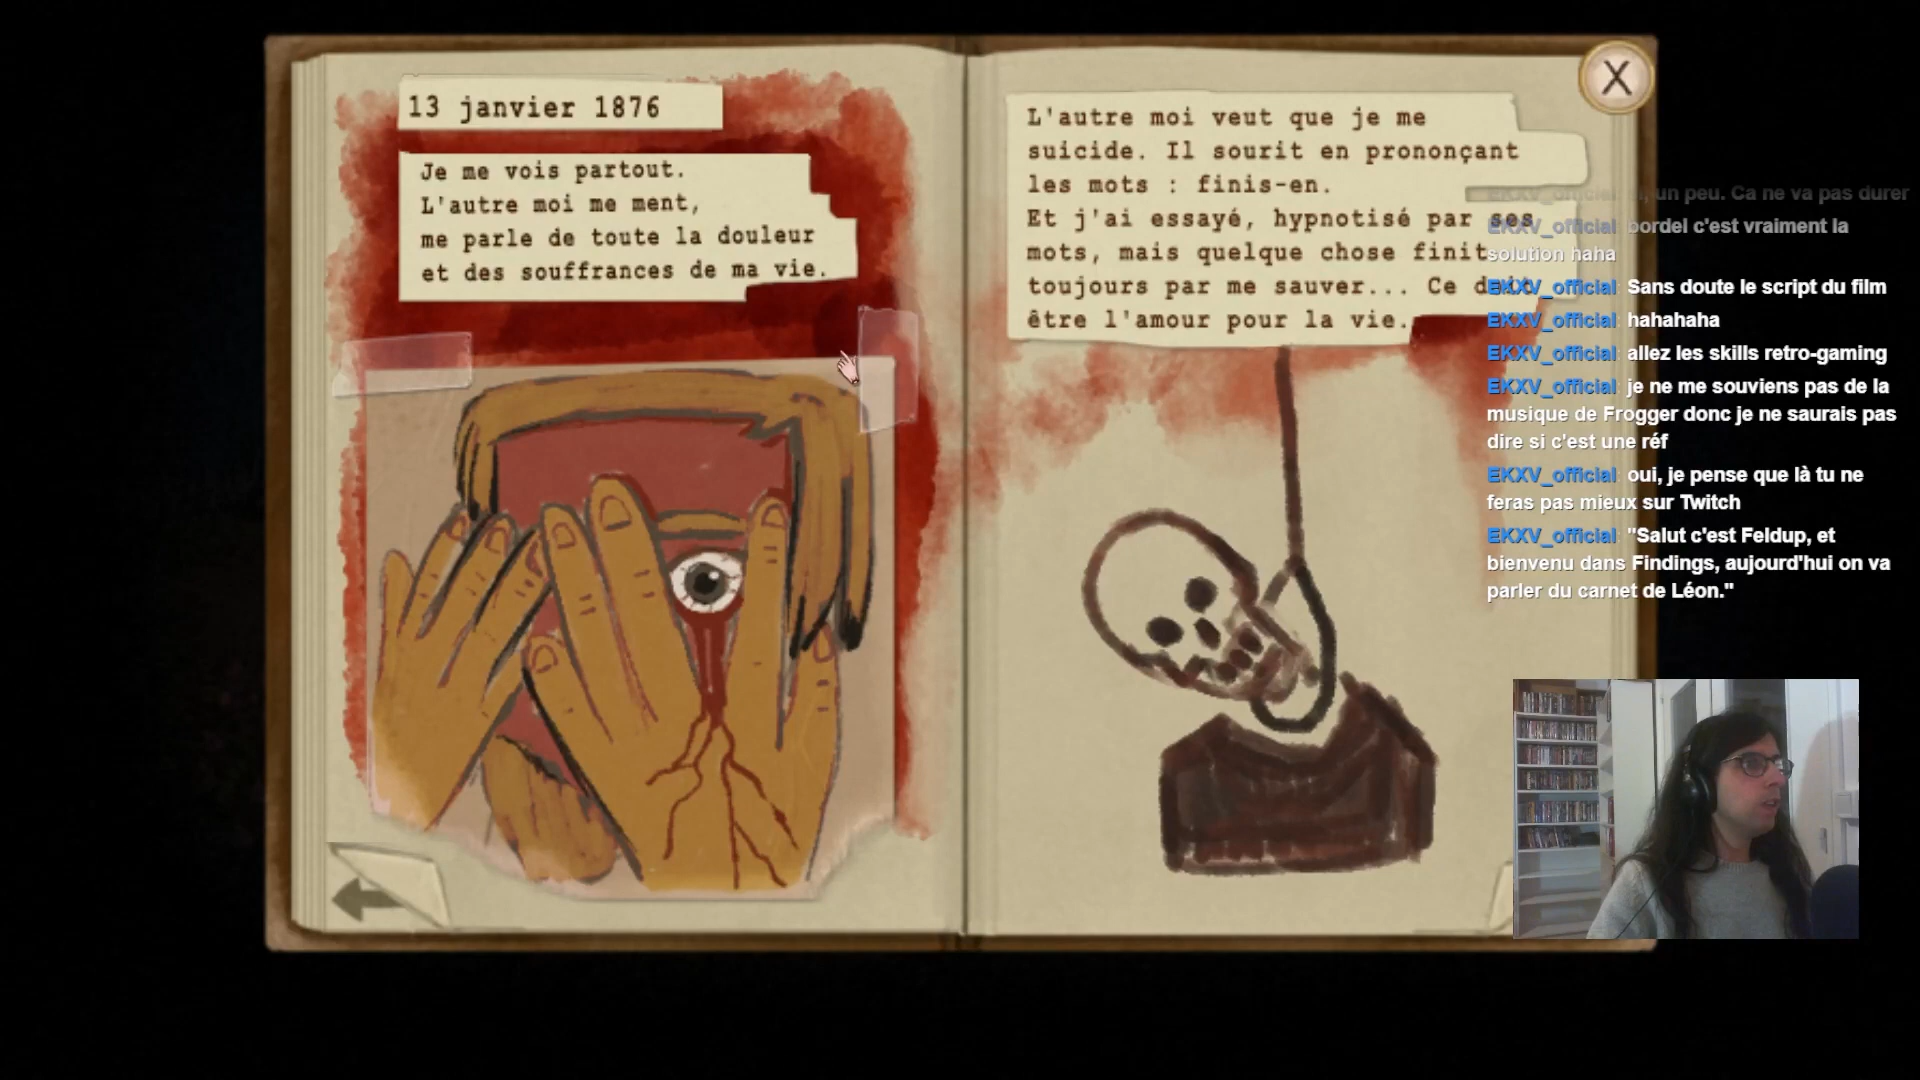 13 janvier 1876
Je me vois partout.
L'autre moi me ment,
me parle de toute la douleur
et des souffrances de ma vie.
L'autre moi veut que je me
suicide. Il sourit en prononçant
les mots : finis-en.
Et j'ai essayé, hypnotisé par ses
mots, mais quelque chose finit
toujours par me sauver... Ce doit
être l'amour pour la vie.
X
EKXV_official un peu. Ca ne va pas durer
EKXV_official bordel c'est vraiment la
solution haha
EKXV_official Sans doute le script du film
EKXV_official hahahaha
EKXV_official allez les skills retro-gaming
EKXV_official je ne me souviens pas de la
musique de Frogger donc je ne saurais pas
dire si c'est une réf
EKXV_official oui, je pense que là tu ne
feras pas mieux sur Twitch
EKXV_official "Salut c'est Feldup, et
bienvenu dans Findings, aujourd'hui on va
parler du carnet de Léon."